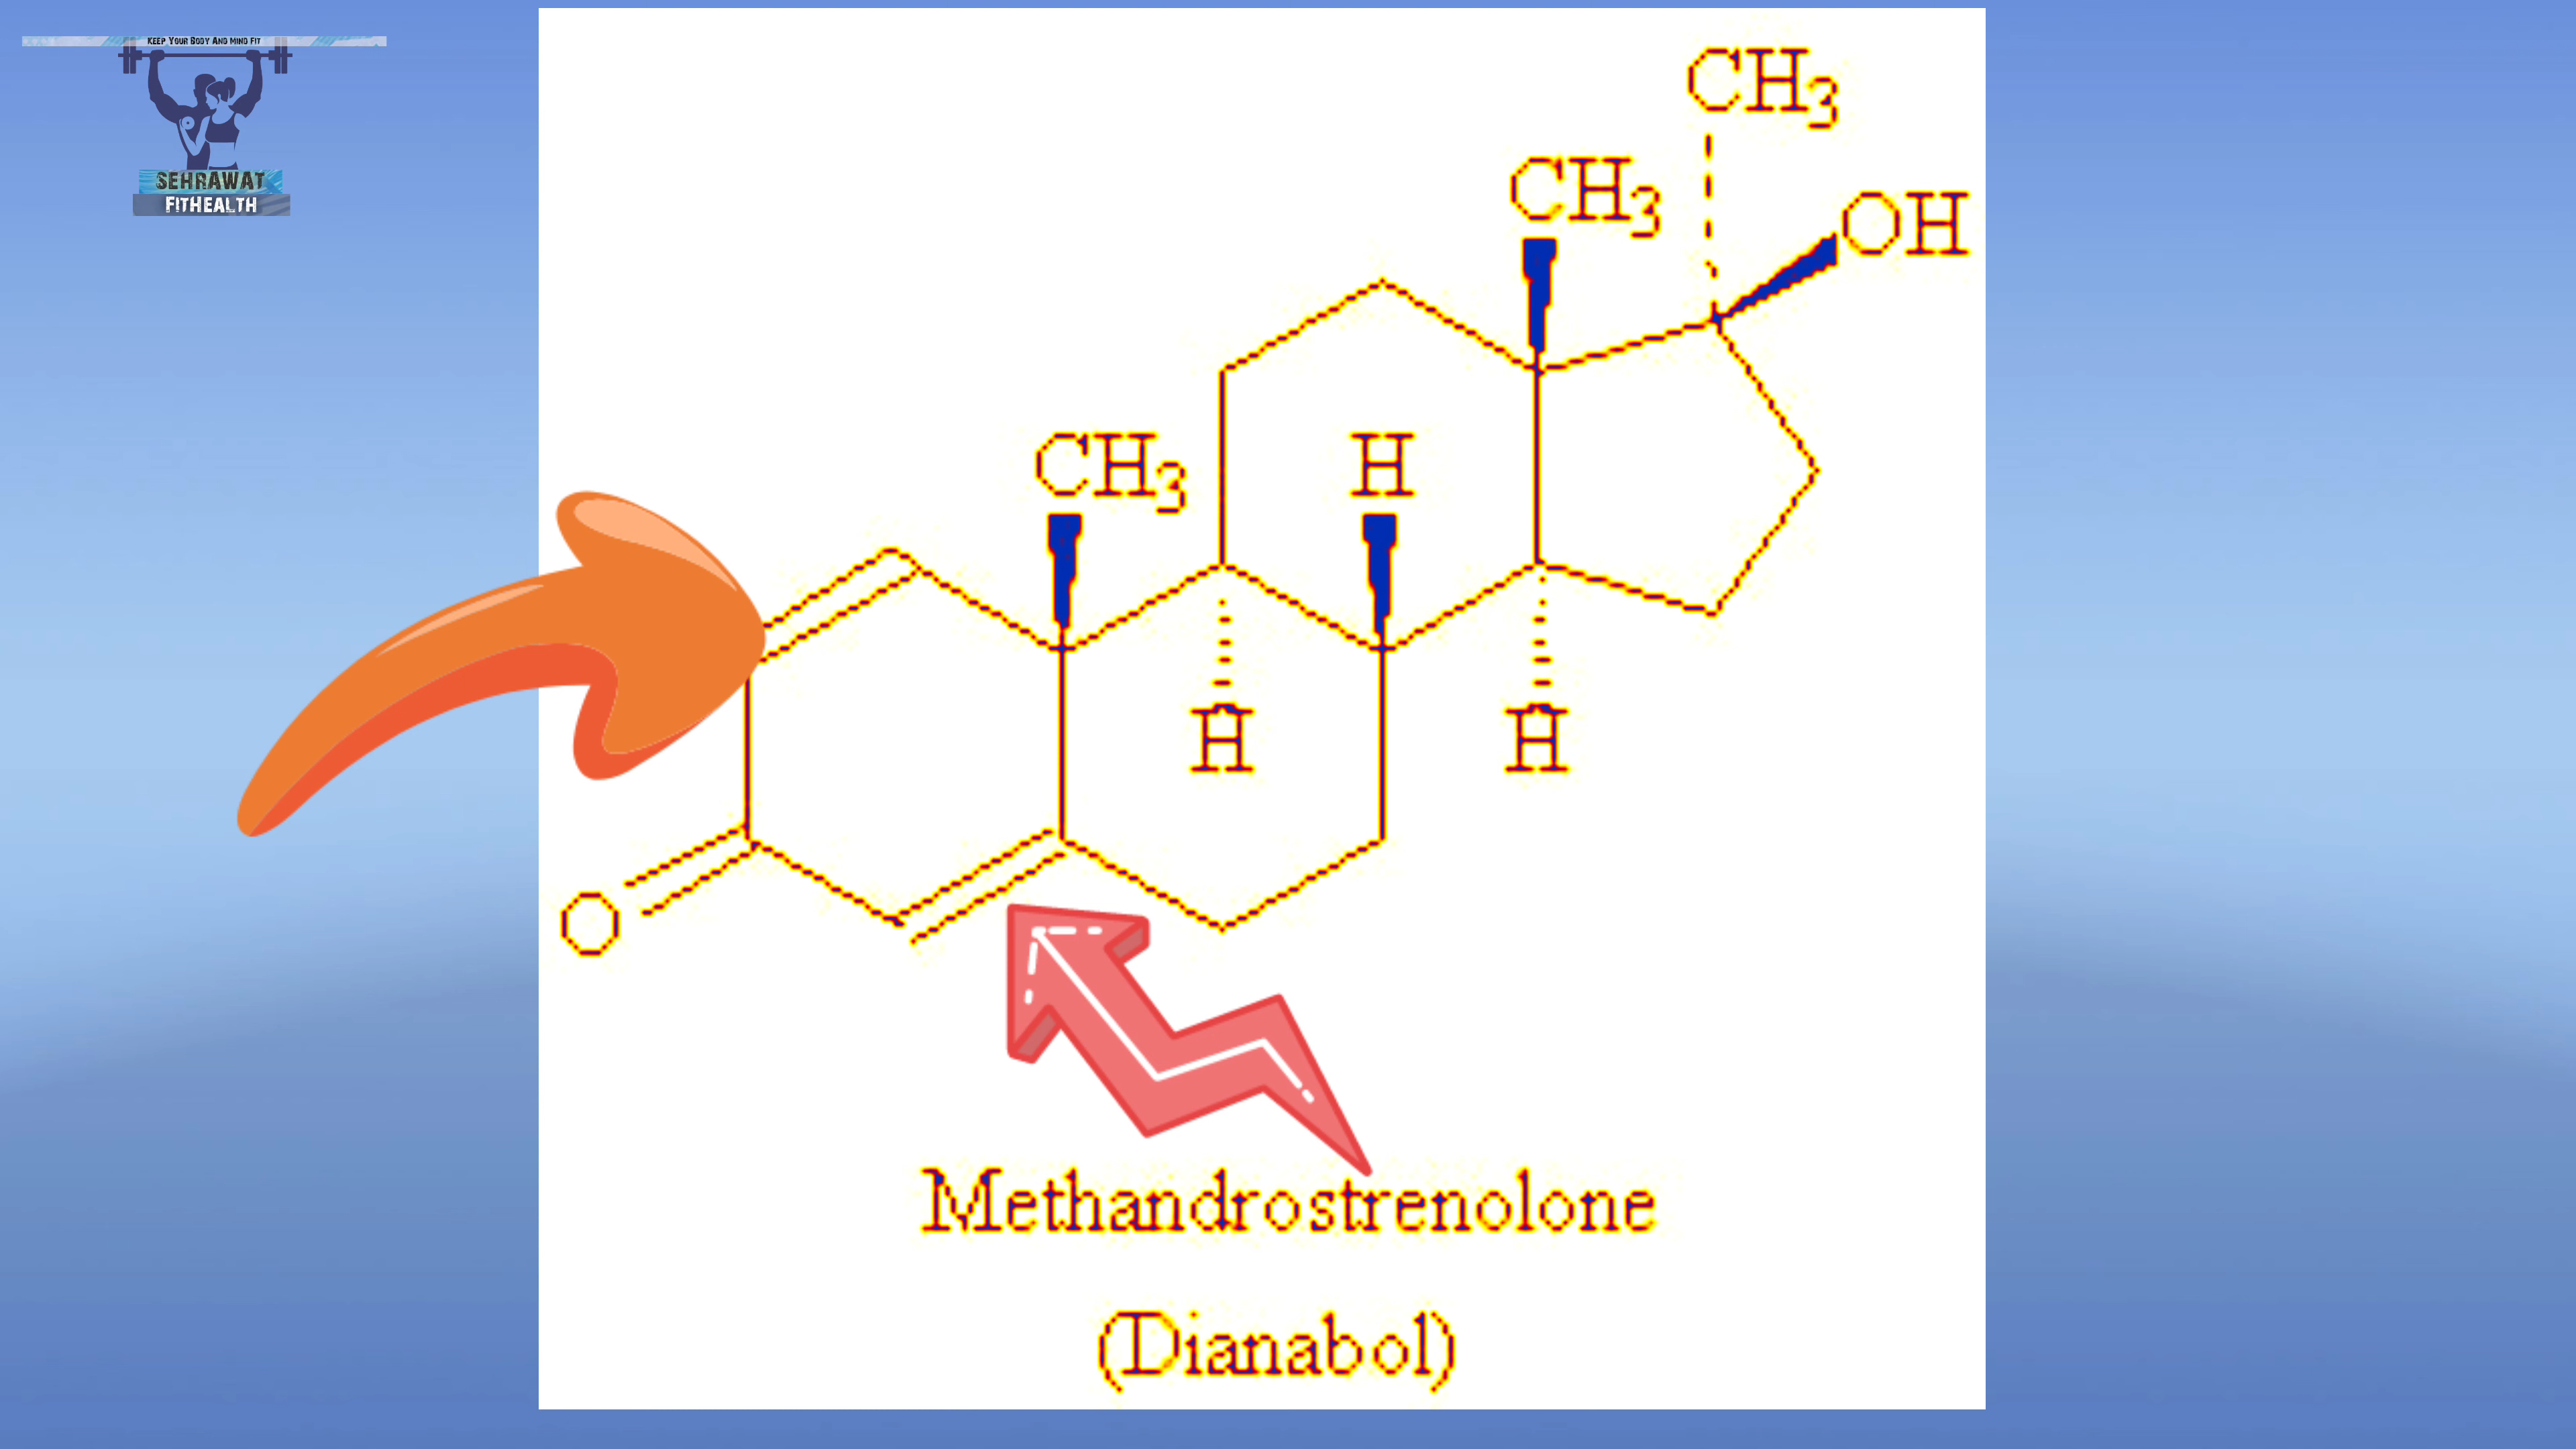 KEEP YOUR BODY AND MIND FIT
SEHRAWAT
FITHEALTH
CH3
CH3
OH
CH3
H
H
H
O
Methandrostrenolone
(Dianabol)